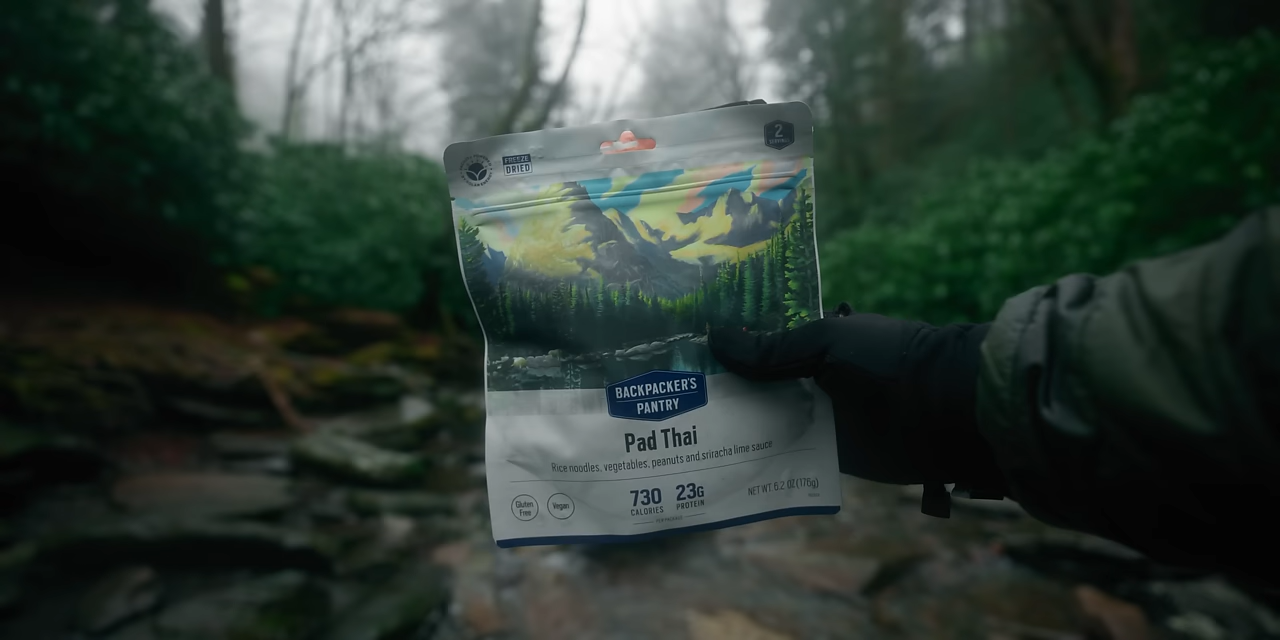 FREEZE
DRIED
2
SERVINGS
BACKPACKER'S
PANTRY
Pad Thai
Rice noodles, vegetables, peanuts and sriracha lime sauce
Gluten
Free
Vegan
730
CALORIES
23G
PROTEIN
NET WT. 6.2 OZ (176g)